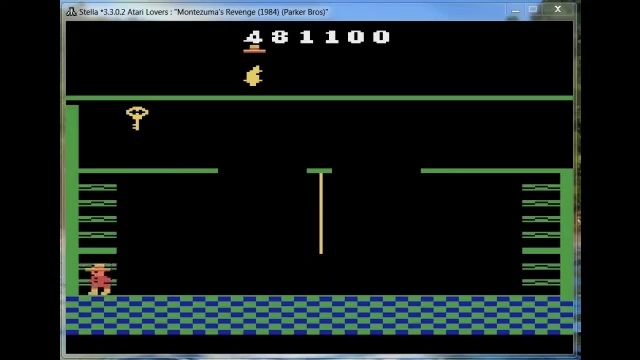 Stella *3.3.0.2 Atari Lovers : "Montezuma's Revenge (1984) (Parker Bros)"
481100